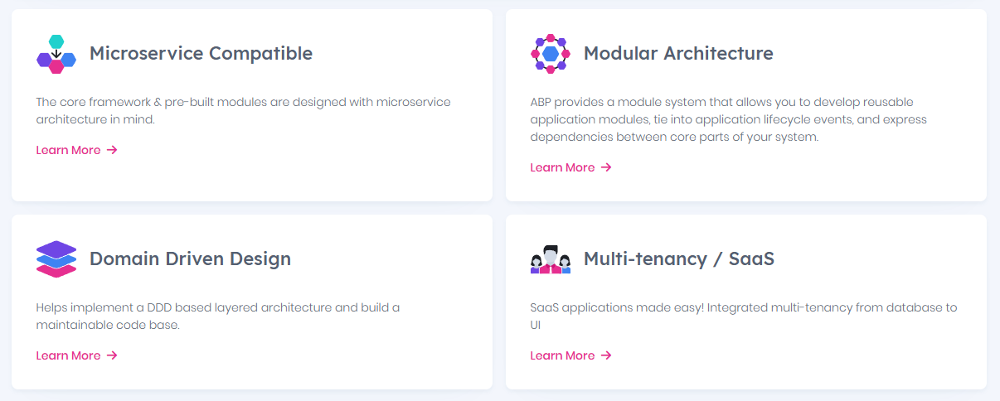 Microservice Compatible
The core framework & pre-built modules are designed with microservice
architecture in mind.
Learn More →
Modular Architecture
ABP provides a module system that allows you to develop reusable
application modules, tie into application lifecycle events, and express
dependencies between core parts of your system.
Learn More →
Domain Driven Design
Helps implement a DDD based layered architecture and build a
maintainable code base.
Learn More →
Multi-tenancy / SaaS
SaaS applications made easy! Integrated multi-tenancy from database to
UI
Learn More →